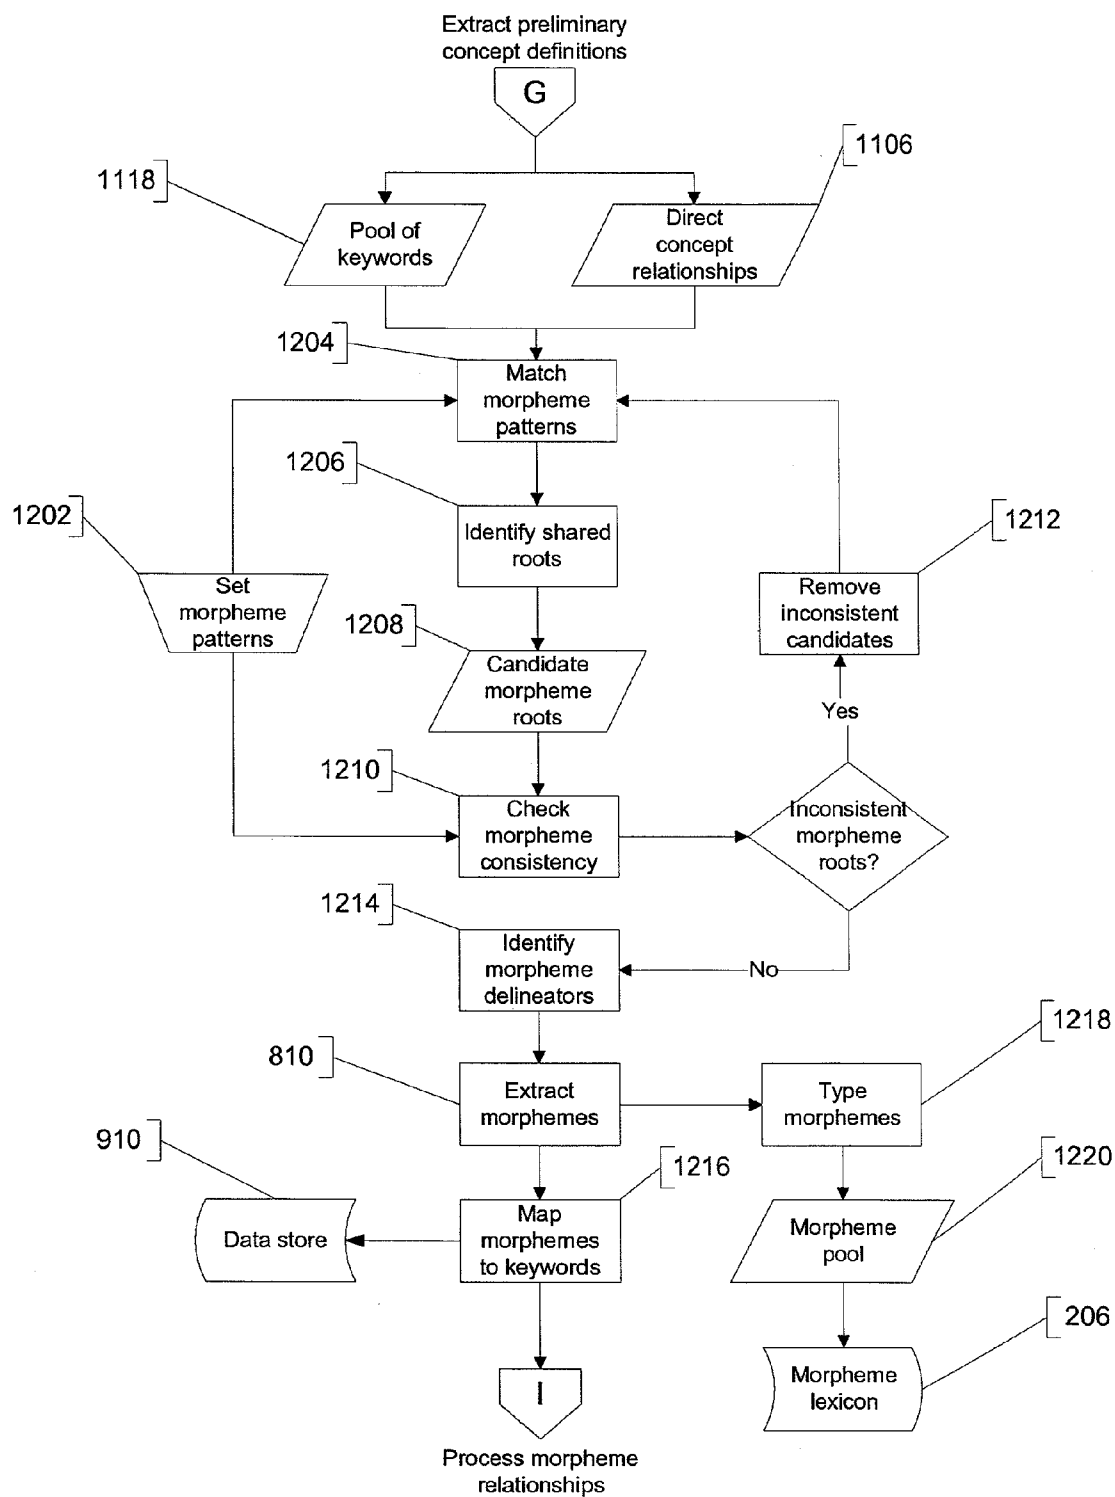 Extract preliminary
concept definitions
G
1106
1118
Pool of
keywords
Direct
concept
relationships
1204
Match
morpheme
patterns
1206
1202
1212
Identify shared
roots
Set
morpheme
patterns
Remove
inconsistent
candidates
1208
Candidate
morpheme
roots
Yes
1210
Check
morpheme
consistency
Inconsistent
morpheme
roots?
1214
Identify
morpheme
delineators
No
1218
810
Extract
morphemes
Type
morphemes
910
1216
1220
Data store
Map
morphemes
to keywords
Morpheme
pool
206
I
Morpheme
lexicon
Process morpheme
relationships